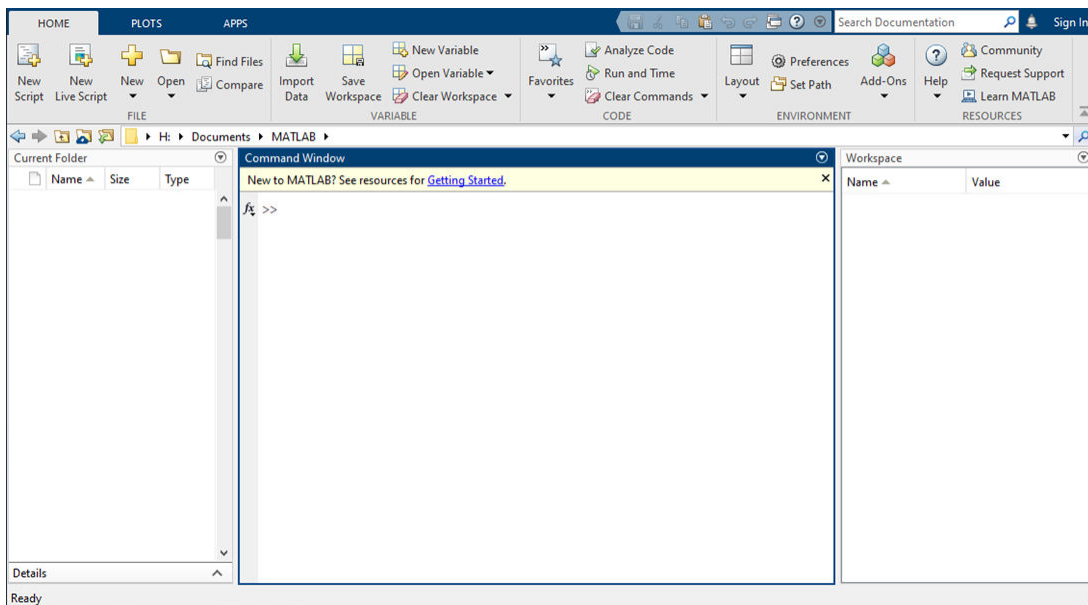 HOME PLOTS APPS Search Documentation Sign In
New Script
New Live Script
New
Open
Find Files
Compare
FILE
Import Data
Save Workspace
New Variable
Open Variable
Clear Workspace
VARIABLE
Favorites
Analyze Code
Run and Time
Clear Commands
CODE
Layout
Preferences
Set Path
Add-Ons
ENVIRONMENT
Help
Community
Request Support
Learn MATLAB
RESOURCES
H: Documents MATLAB
Current Folder
Name Size Type
Details
Command Window
New to MATLAB? See resources for Getting Started.
fx >>
Workspace
Name Value
Ready